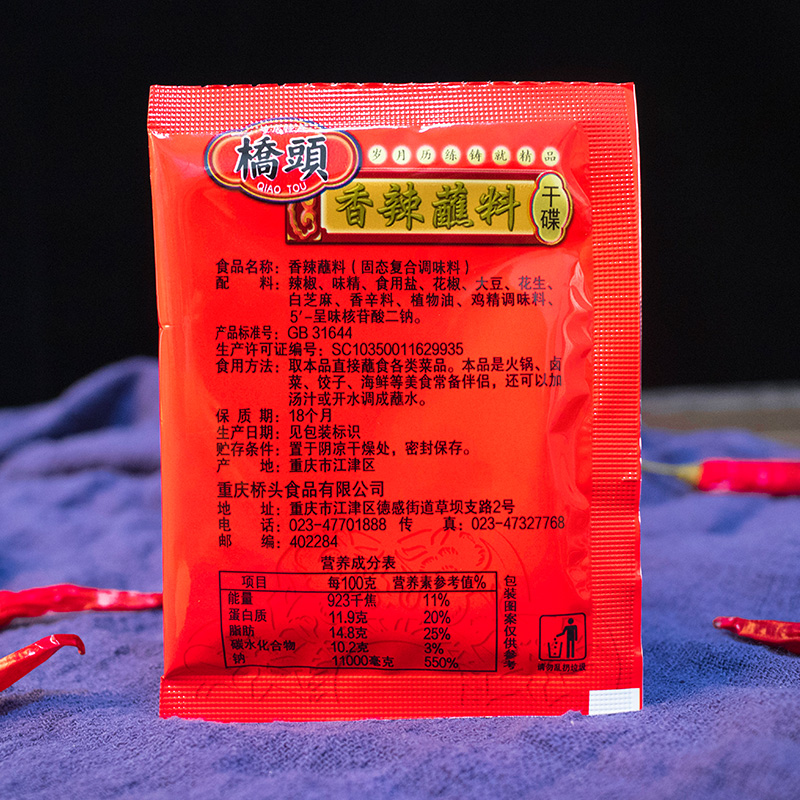 橋頭
QIAO TOU
岁月历练铸就精品
香辣蘸料
干碟
食品名称：香辣蘸料（固态复合调味料）
配 料：辣椒、味精、食用盐、花椒、大豆、花生、
白芝麻、香辛料、植物油、鸡精调味料、
5′-呈味核苷酸二钠。
产品标准号：GB 31644
生产许可证编号：SC10350011629935
食用方法：取本品直接蘸食各类菜品。本品是火锅、卤
菜、饺子、海鲜等美食常备伴侣，还可以加
汤汁或开水调成蘸水。
保 质 期：18个月
生产日期：见包装标识
贮存条件：置于阴凉干燥处，密封保存。
产 地：重庆市江津区
重庆桥头食品有限公司
地 址：重庆市江津区德感街道草坝支路2号
电 话：023-47701888 传 真：023-47327768
邮 编：402284
营养成分表
项目 每100克 营养素参考值%
能量 923千焦 11%
蛋白质 11.9克 20%
脂肪 14.8克 25%
碳水化合物 10.2克 3%
钠 11000毫克 550%
包装图案仅供参考
请勿乱扔垃圾